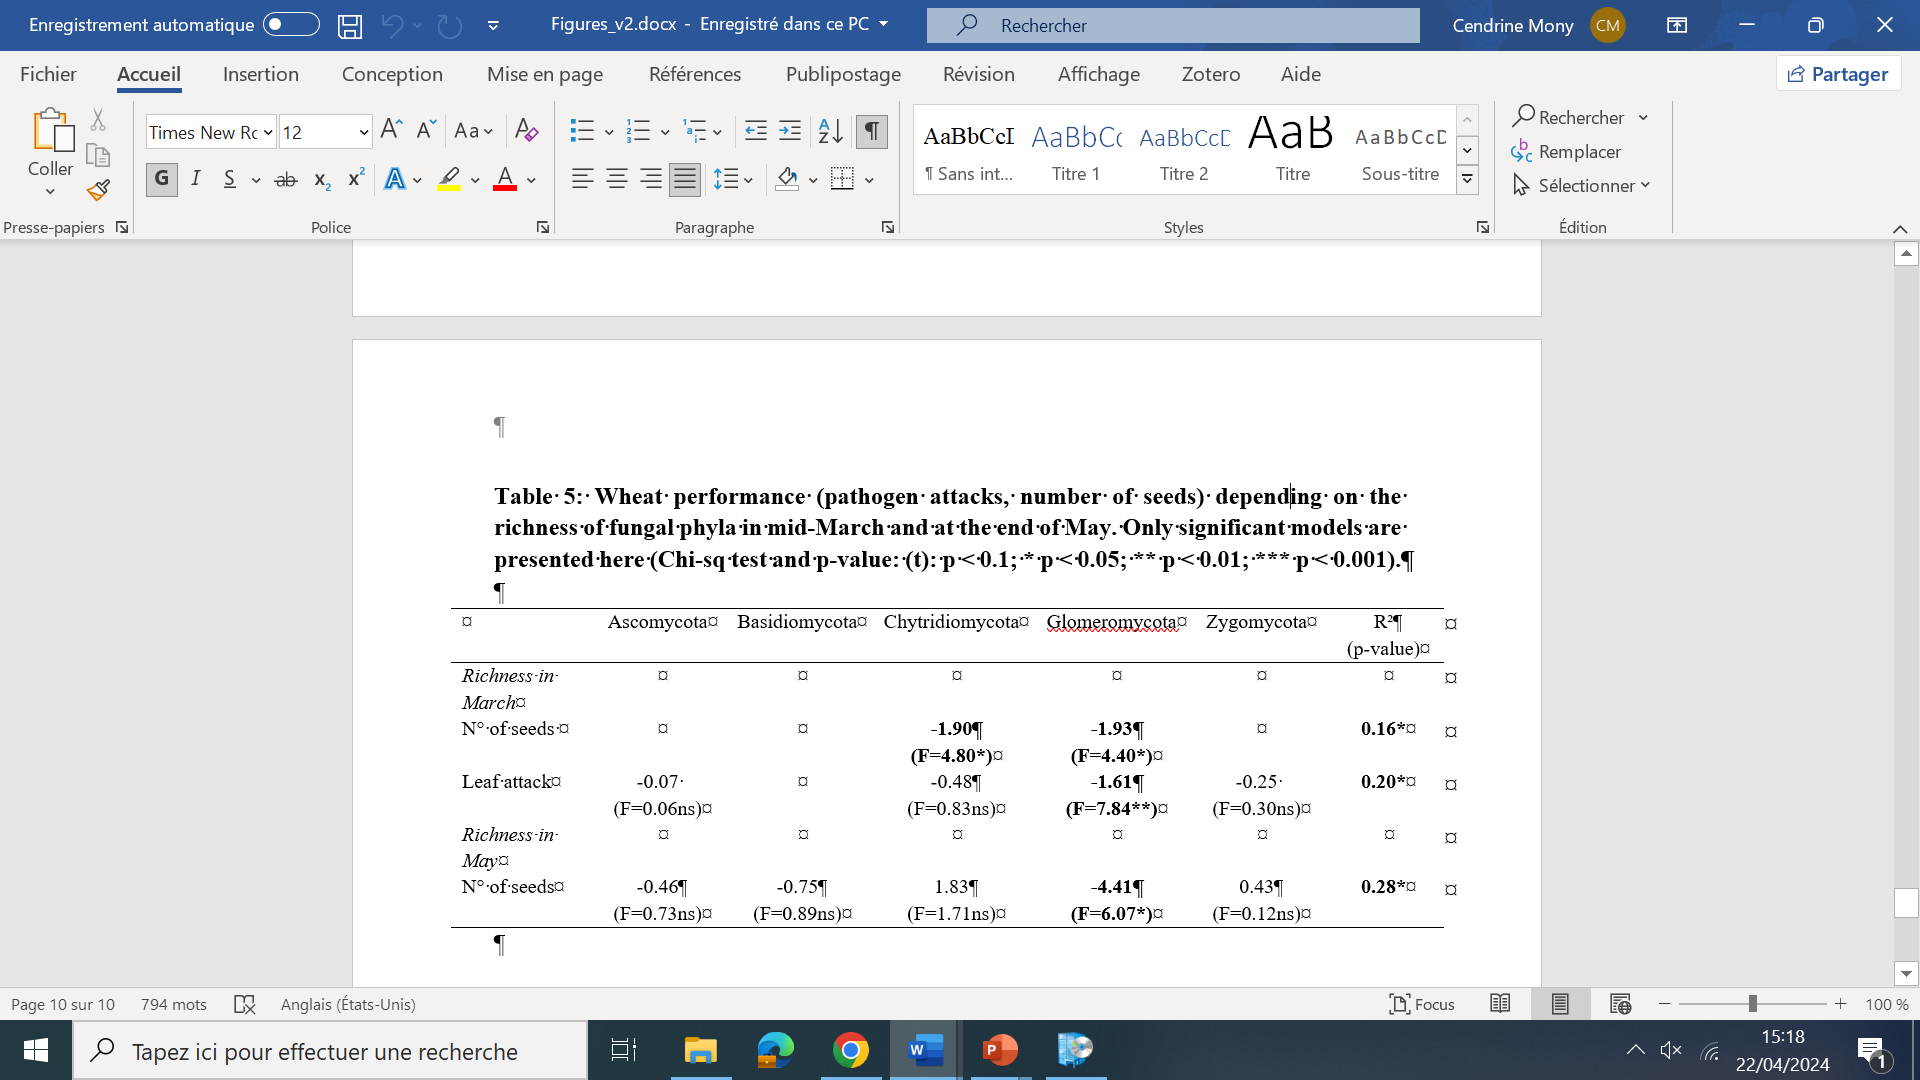 Enregistrement automatique
Figures_v2.docx - Enregistré dans ce PC
Rechercher
Cendrine Mony CM
Fichier Accueil Insertion Conception Mise en page Références Publipostage Révision Affichage Zotero Aide Partager
Coller
Times New Ro 12
Aa
G I S ab x₂ x² A A
¶
AaBbCcD AaBbCc AaBbCcD AaB AaBbCcD
¶ Sans int... Titre 1 Titre 2 Titre Sous-titre
Rechercher
Remplacer
Sélectionner
Presse-papiers Police Paragraphe Styles Édition
¶
Table· 5:· Wheat· performance· (pathogen· attacks,· number· of· seeds)· depending· on· the·
richness·of·fungal·phyla·in·mid-March·and·at·the·end·of·May.·Only·significant·models·are·
presented·here·(Chi-sq·test·and·p-value:·(t):·p·<·0.1;·*·p·<·0.05;·**·p·<·0.01;·***·p·<·0.001).¶
¶
¤ Ascomycota¤ Basidiomycota¤ Chytridiomycota¤ Glomeromycota¤ Zygomycota¤ R²¶ ¤
(p-value)¤
Richness·in· ¤ ¤ ¤ ¤ ¤ ¤ ¤
March¤
N°·of·seeds·¤ ¤ ¤ -1.90¶ -1.93¶ ¤ 0.16*¤ ¤
(F=4.80*)¤ (F=4.40*)¤
Leaf·attack¤ -0.07· ¤ -0.48¶ -1.61¶ -0.25· 0.20*¤ ¤
(F=0.06ns)¤ (F=0.83ns)¤ (F=7.84**)¤ (F=0.30ns)¤
Richness·in· ¤ ¤ ¤ ¤ ¤ ¤ ¤
May¤
N°·of·seeds¤ -0.46¶ -0.75¶ 1.83¶ -4.41¶ 0.43¶ 0.28*¤ ¤
(F=0.73ns)¤ (F=0.89ns)¤ (F=1.71ns)¤ (F=6.07*)¤ (F=0.12ns)¤
¶
Page 10 sur 10 794 mots Anglais (États-Unis) Focus 100 %
Tapez ici pour effectuer une recherche
15:18
22/04/2024
1